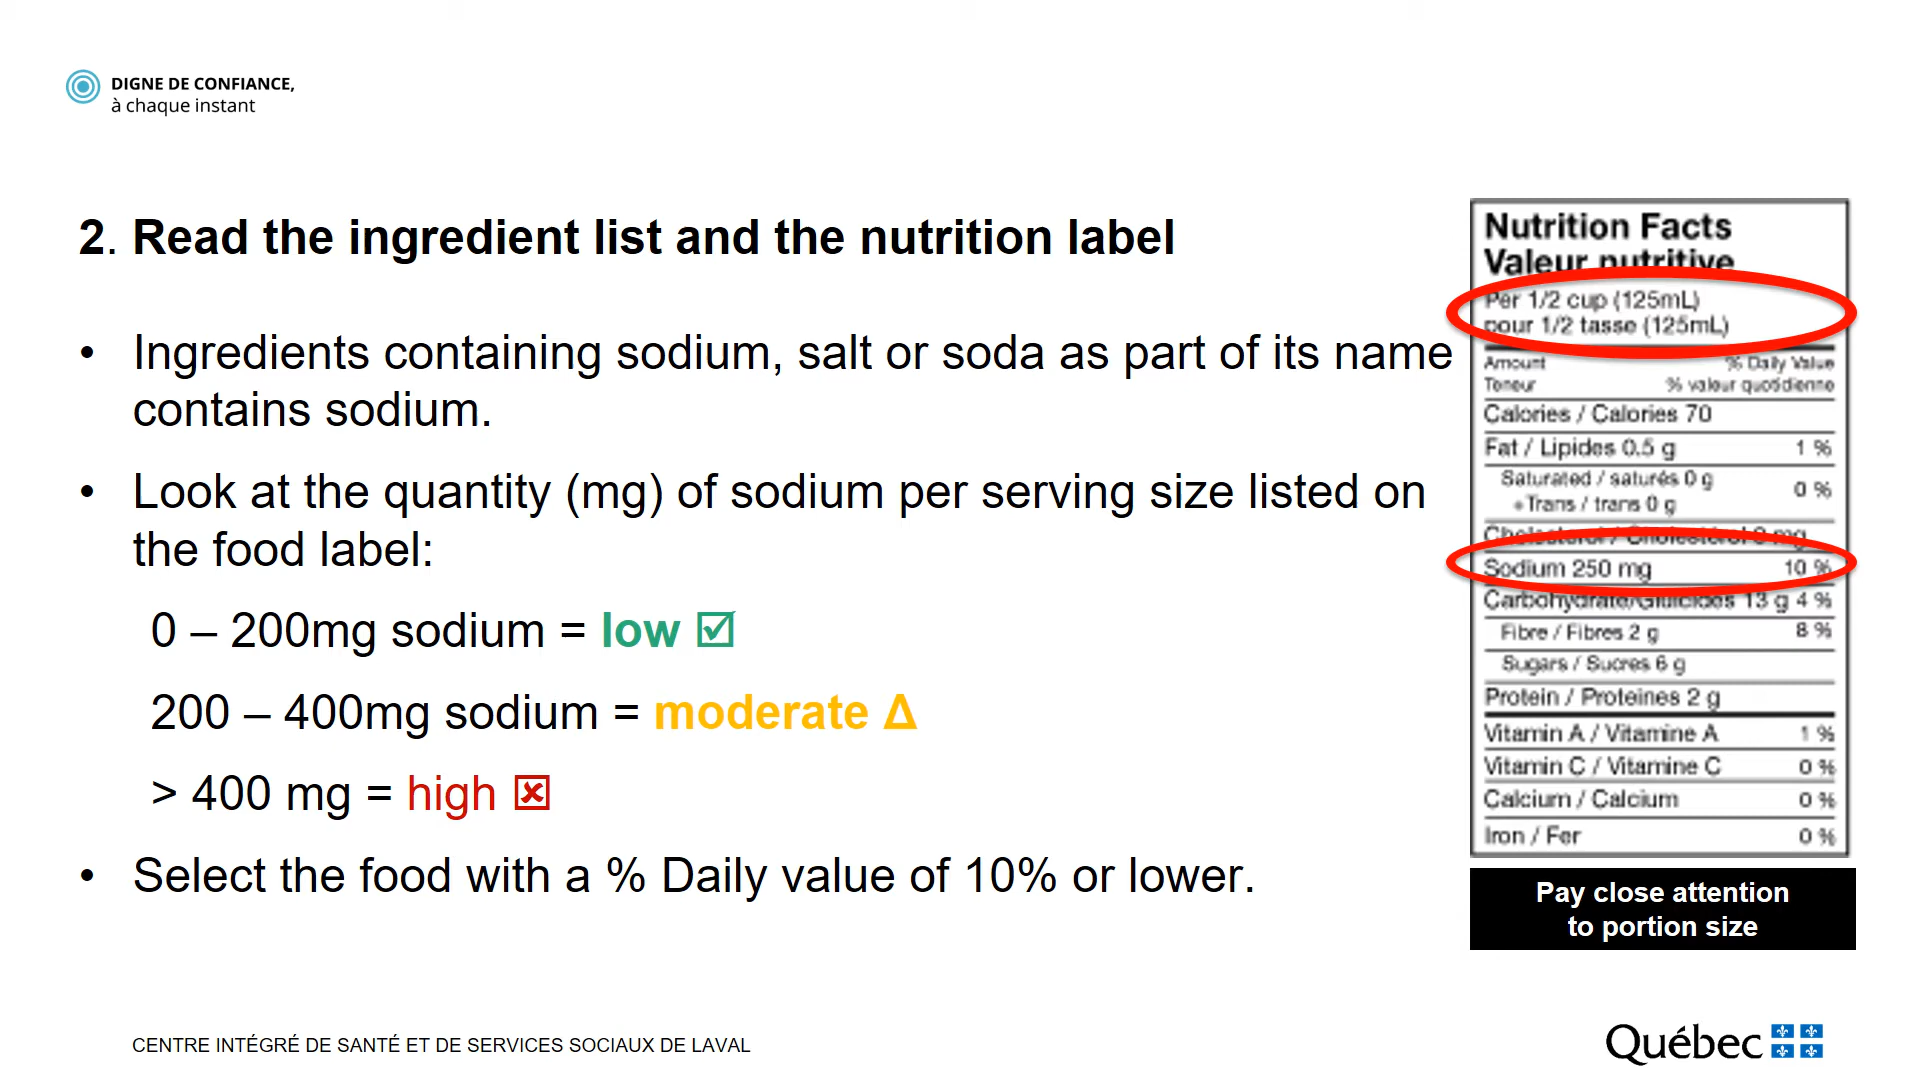 DIGNE DE CONFIANCE,
à chaque instant
2. Read the ingredient list and the nutrition label
• Ingredients containing sodium, salt or soda as part of its name
contains sodium.
• Look at the quantity (mg) of sodium per serving size listed on
the food label:
0 – 200mg sodium = low ☑
200 – 400mg sodium = moderate Δ
> 400 mg = high ☒
• Select the food with a % Daily value of 10% or lower.
Nutrition Facts
Valeur nutritive
Per 1/2 cup (125mL)
pour 1/2 tasse (125mL)
Amount % Daily Value
Teneur % valeur quotidienne
Calories / Calories 70
Fat / Lipides 0.5 g 1 %
Saturated / saturés 0 g
+Trans / trans 0 g 0 %
Cholesterol / Cholestérol 0 mg
Sodium 250 mg 10 %
Carbohydrate/Glucides 13 g 4 %
Fibre / Fibres 2 g 8 %
Sugars / Sucres 6 g
Protein / Proteines 2 g
Vitamin A / Vitamine A 1 %
Vitamin C / Vitamine C 0 %
Calcium / Calcium 0 %
Iron / Fer 0 %
Pay close attention
to portion size
CENTRE INTÉGRÉ DE SANTÉ ET DE SERVICES SOCIAUX DE LAVAL
Québec